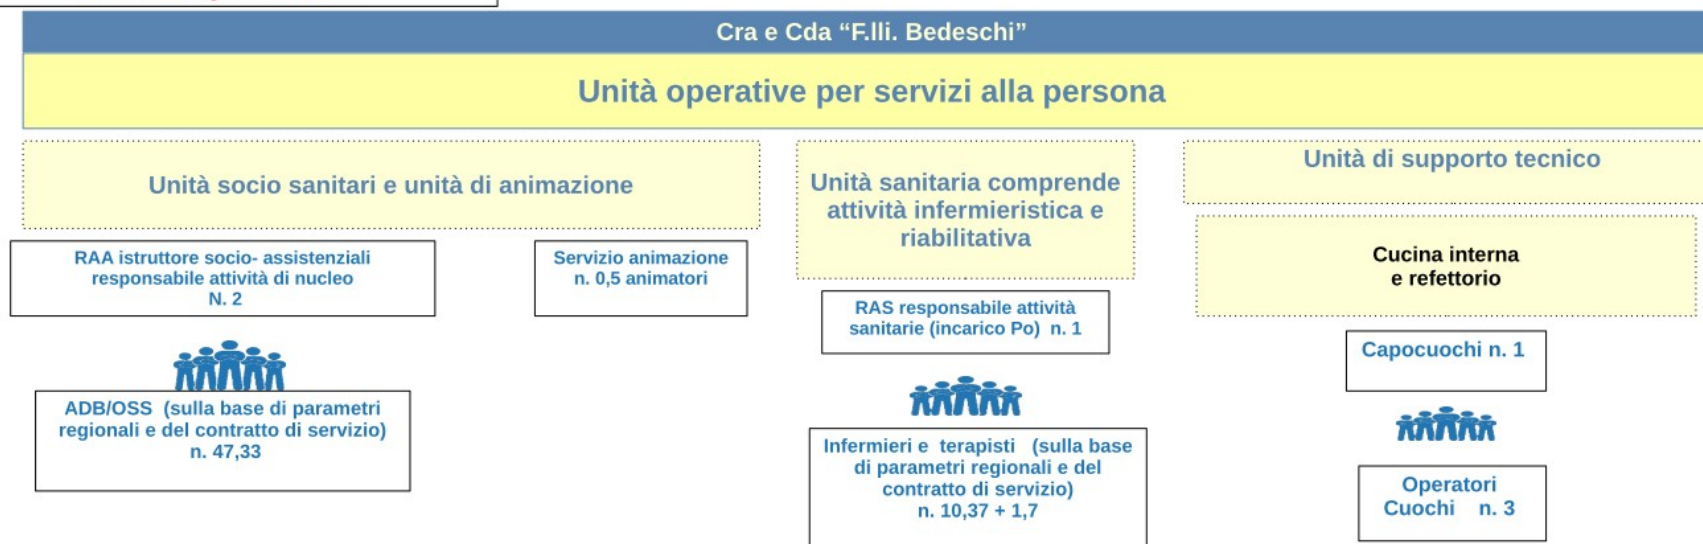 Cra e Cda “F.lli. Bedeschi”
Unità operative per servizi alla persona
Unità socio sanitari e unità di animazione
RAA istruttore socio- assistenziali
responsabile attività di nucleo
N. 2
Servizio animazione
n. 0,5 animatori
ADB/OSS (sulla base di parametri
regionali e del contratto di servizio)
n. 47,33
Unità sanitaria comprende
attività infermieristica e
riabilitativa
RAS responsabile attività
sanitarie (incarico Po) n. 1
Infermieri e terapisti (sulla base
di parametri regionali e del
contratto di servizio)
n. 10,37 + 1,7
Unità di supporto tecnico
Cucina interna
e refettorio
Capocuochi n. 1
Operatori
Cuochi n. 3